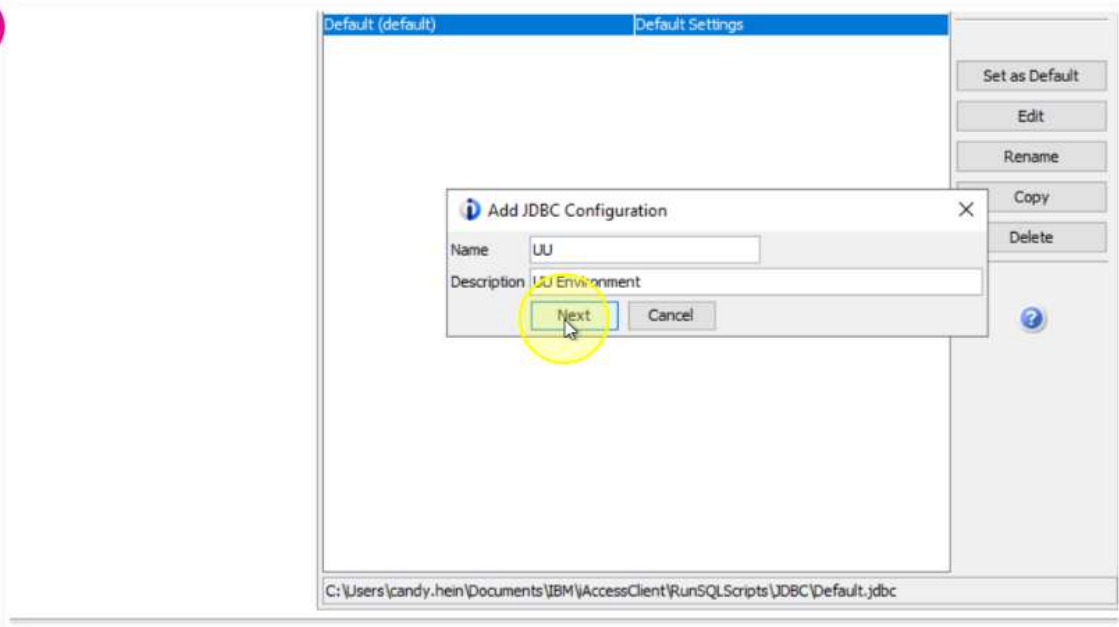 Default (default) Default Settings
Set as Default
Edit
Rename
Copy
Delete
Add JDBC Configuration
Name UU
Description UU Environment
Next Cancel
C:\Users\candy.hein\Documents\IBM\iAccessClient\RunSQLScripts\JDBC\Default.jdbc